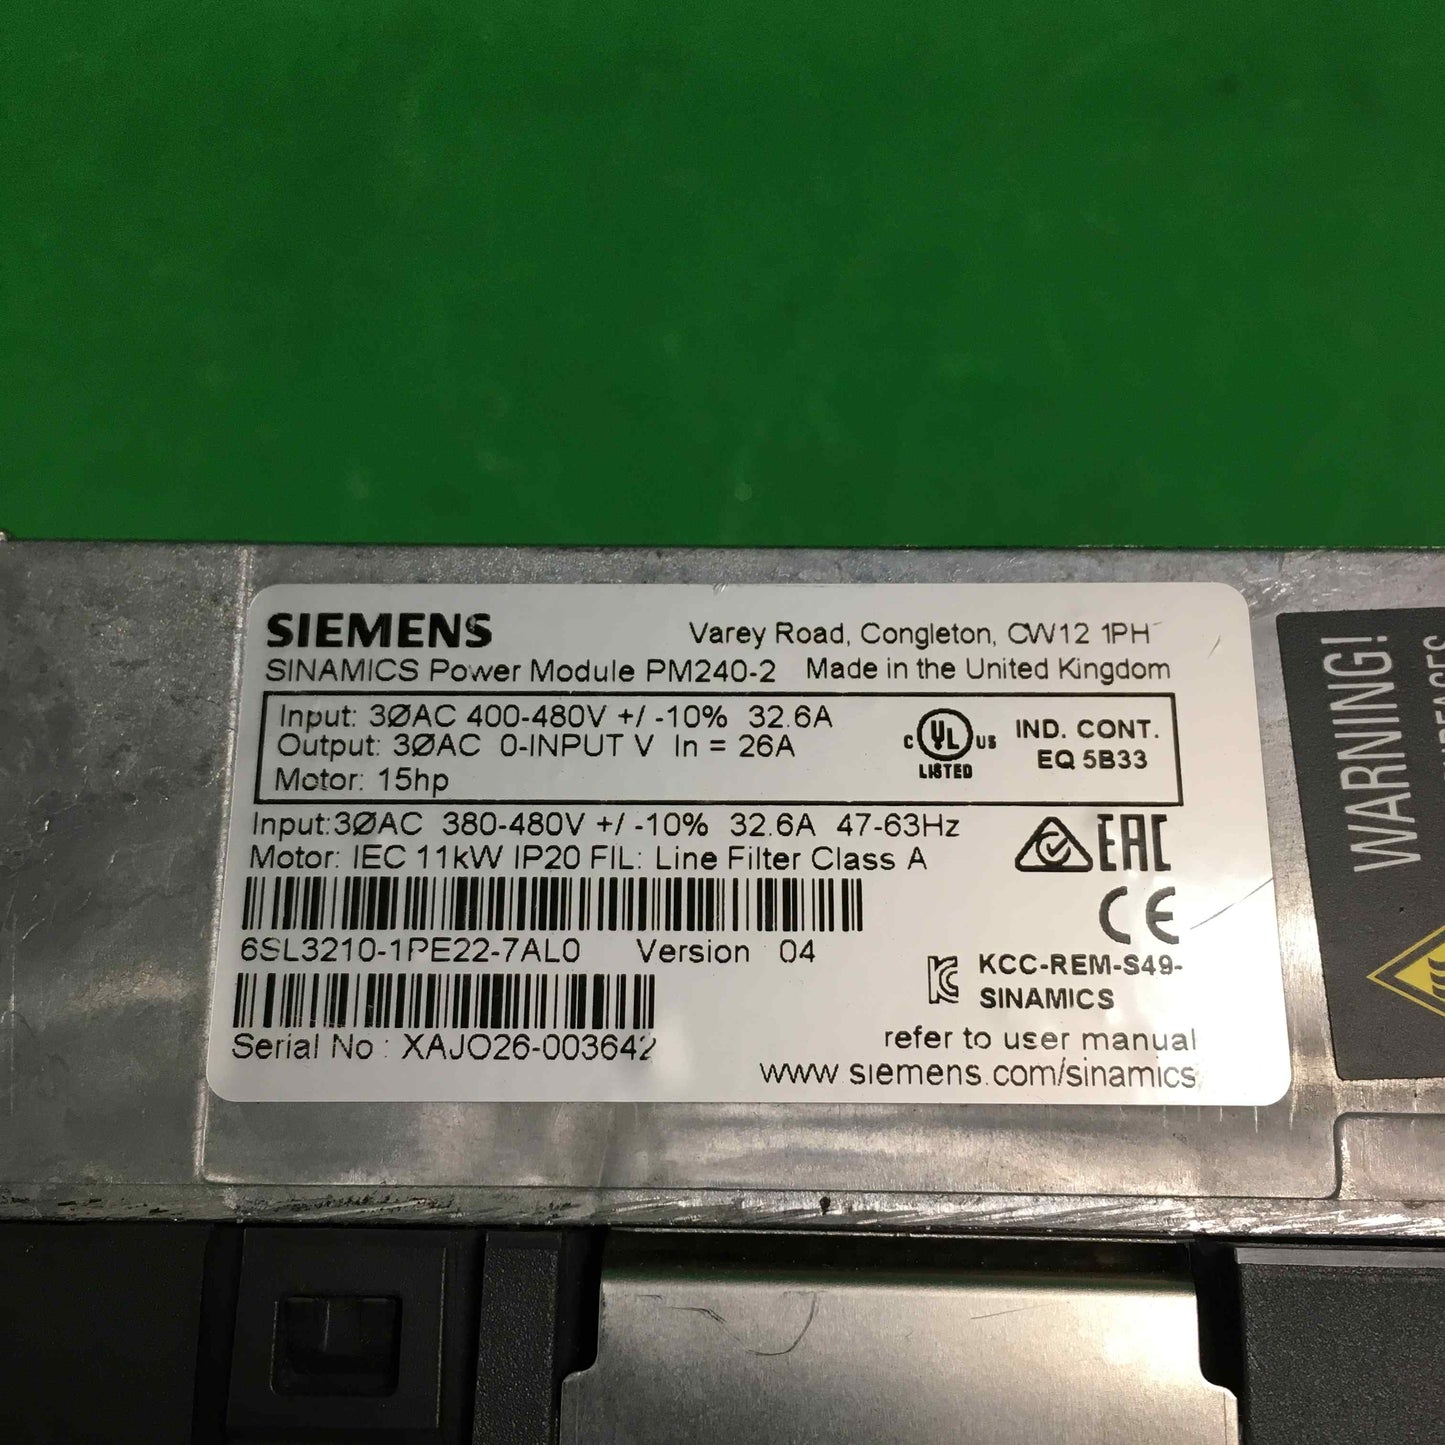 SIEMENS
Varey Road, Congleton, CW12 1PH
SINAMICS Power Module PM240-2 Made in the United Kingdom
Input: 3ØAC 400-480V +/ -10% 32.6A
Output: 3ØAC 0-INPUT V In = 26A
Motor: 15hp
C UL US
LISTED
IND. CONT.
EQ 5B33
Input:3ØAC 380-480V +/ -10% 32.6A 47-63Hz
Motor: IEC 11kW IP20 FIL: Line Filter Class A
EAC
CE
6SL3210-1PE22-7AL0 Version 04
KCC-REM-S49-
SINAMICS
Serial No : XAJO26-003642
refer to user manual
www.siemens.com/sinamics
WARNING!